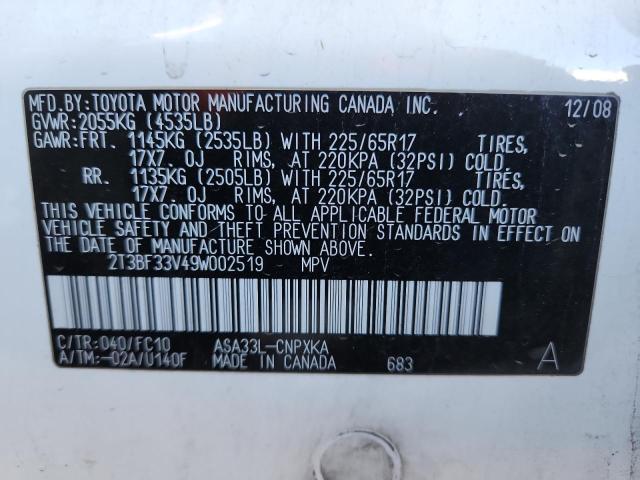 MFD.BY:TOYOTA MOTOR MANUFACTURING CANADA INC. 12/08
GVWR:2055KG (4535LB)
GAWR:FRT. 1145KG (2535LB) WITH 225/65R17 TIRES,
17X7.0J RIMS, AT 220KPA (32PSI) COLD.
RR. 1135KG (2505LB) WITH 225/65R17 TIRES,
17X7.0J RIMS, AT 220KPA (32PSI) COLD.
THIS VEHICLE CONFORMS TO ALL APPLICABLE FEDERAL MOTOR
VEHICLE SAFETY AND THEFT PREVENTION STANDARDS IN EFFECT ON
THE DATE OF MANUFACTURE SHOWN ABOVE.
2T3BF33V49W002519 MPV
C/TR:040/FC10 ASA33L-CNPXKA
A/TM:-02A/U140F MADE IN CANADA 683 A